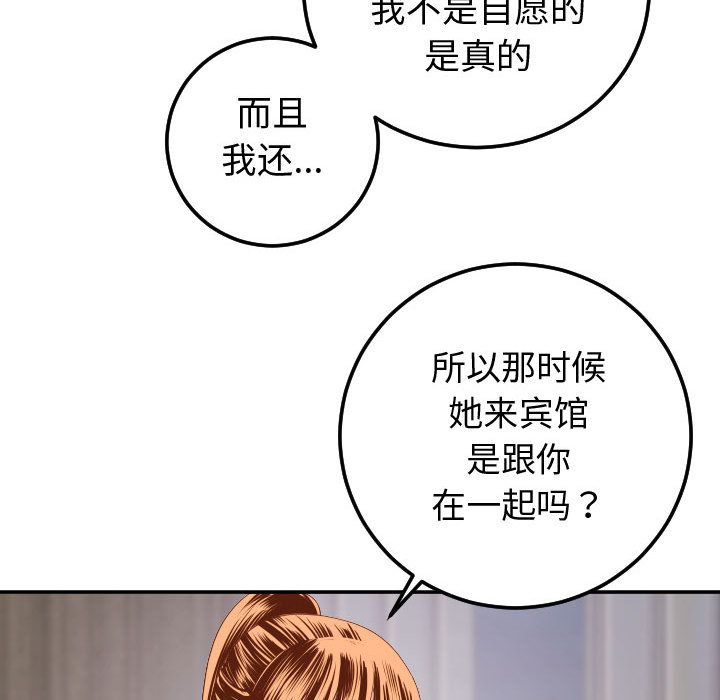 我不是自愿的
是真的
而且
我还...
所以那时候
她来宾馆
是跟你
在一起吗？